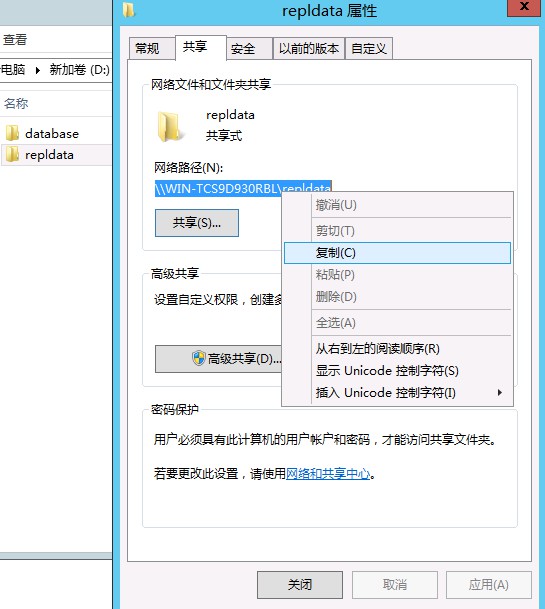 repldata 属性
查看
电脑 ▸ 新加卷 (D:)
名称
database
repldata
常规 共享 安全 以前的版本 自定义
网络文件和文件夹共享
repldata
共享式
网络路径(N):
\\WIN-TCS9D930RBL\repldata
共享(S)...
撤消(U)
剪切(T)
复制(C)
粘贴(P)
删除(D)
全选(A)
从右到左的阅读顺序(R)
显示 Unicode 控制字符(S)
插入 Unicode 控制字符(I)
高级共享
设置自定义权限，创建多
高级共享(D)...
密码保护
用户必须具有此计算机的用户帐户和密码，才能访问共享文件夹。
若要更改此设置，请使用网络和共享中心。
关闭 取消 应用(A)